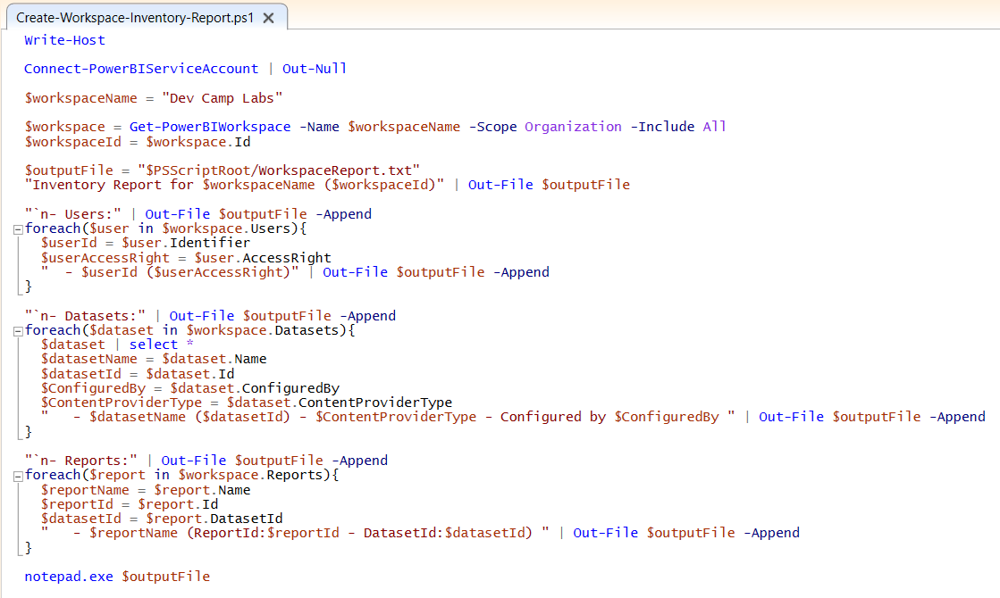 Create-Workspace-Inventory-Report.ps1
Write-Host
Connect-PowerBIServiceAccount | Out-Null
$workspaceName = "Dev Camp Labs"
$workspace = Get-PowerBIWorkspace -Name $workspaceName -Scope Organization -Include All
$workspaceId = $workspace.Id
$outputFile = "$PSScriptRoot/WorkspaceReport.txt"
"Inventory Report for $workspaceName ($workspaceId)" | Out-File $outputFile
"`n- Users:" | Out-File $outputFile -Append
foreach($user in $workspace.Users){
  $userId = $user.Identifier
  $userAccessRight = $user.AccessRight
  "  - $userId ($userAccessRight)" | Out-File $outputFile -Append
}
"`n- Datasets:" | Out-File $outputFile -Append
foreach($dataset in $workspace.Datasets){
  $dataset | select *
  $datasetName = $dataset.Name
  $datasetId = $dataset.Id
  $ConfiguredBy = $dataset.ConfiguredBy
  $ContentProviderType = $dataset.ContentProviderType
  "   - $datasetName ($datasetId) - $ContentProviderType - Configured by $ConfiguredBy " | Out-File $outputFile -Append
}
"`n- Reports:" | Out-File $outputFile -Append
foreach($report in $workspace.Reports){
  $reportName = $report.Name
  $reportId = $report.Id
  $datasetId = $report.DatasetId
  "   - $reportName (ReportId:$reportId - DatasetId:$datasetId) " | Out-File $outputFile -Append
}
notepad.exe $outputFile